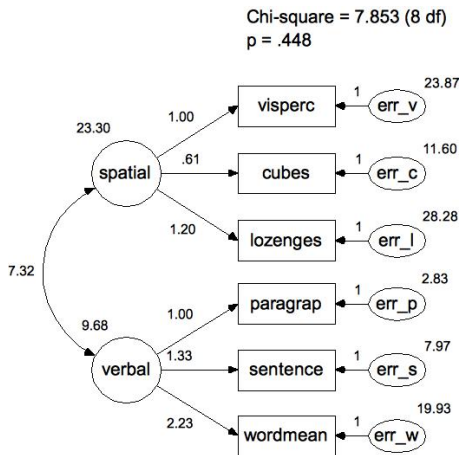 Chi-square = 7.853 (8 df)
p = .448
23.87
1.00
visperc
1
err_v
23.30
11.60
spatial
.61
cubes
1
err_c
28.28
1.20
lozenges
1
err_l
7.32
2.83
1.00
paragrap
1
err_p
9.68
7.97
verbal
1.33
sentence
1
err_s
19.93
2.23
wordmean
1
err_w